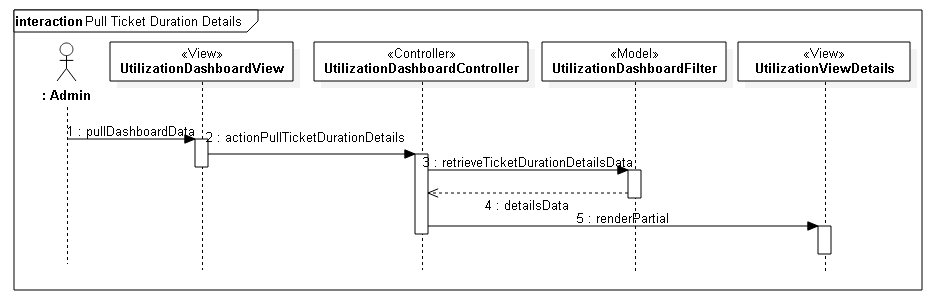 interaction Pull Ticket Duration Details
: Admin
«View»
UtilizationDashboardView
«Controller»
UtilizationDashboardController
«Model»
UtilizationDashboardFilter
«View»
UtilizationViewDetails
1 : pullDashboardData
2 : actionPullTicketDurationDetails
3 : retrieveTicketDurationDetailsData
4 : detailsData
5 : renderPartial